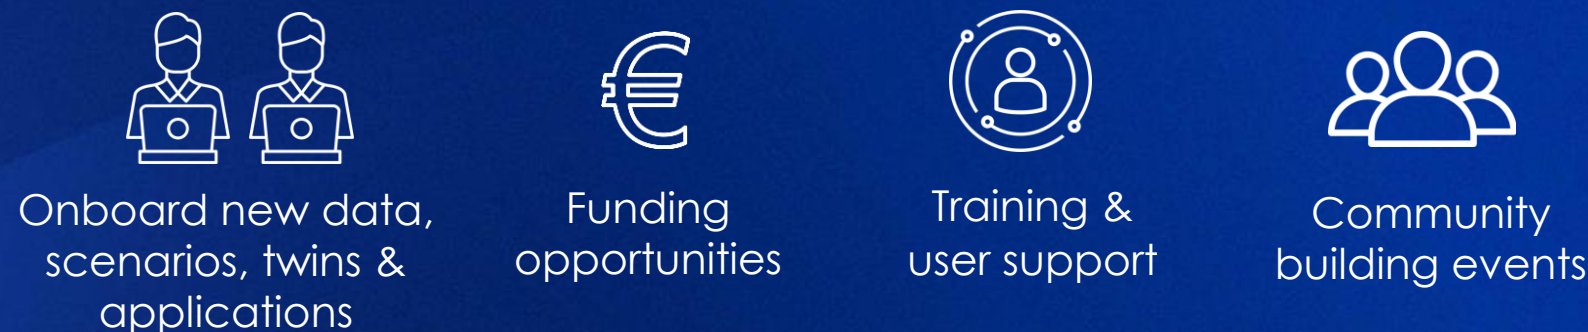 Onboard new data,
scenarios, twins &
applications
Funding
opportunities
Training &
user support
Community
building events